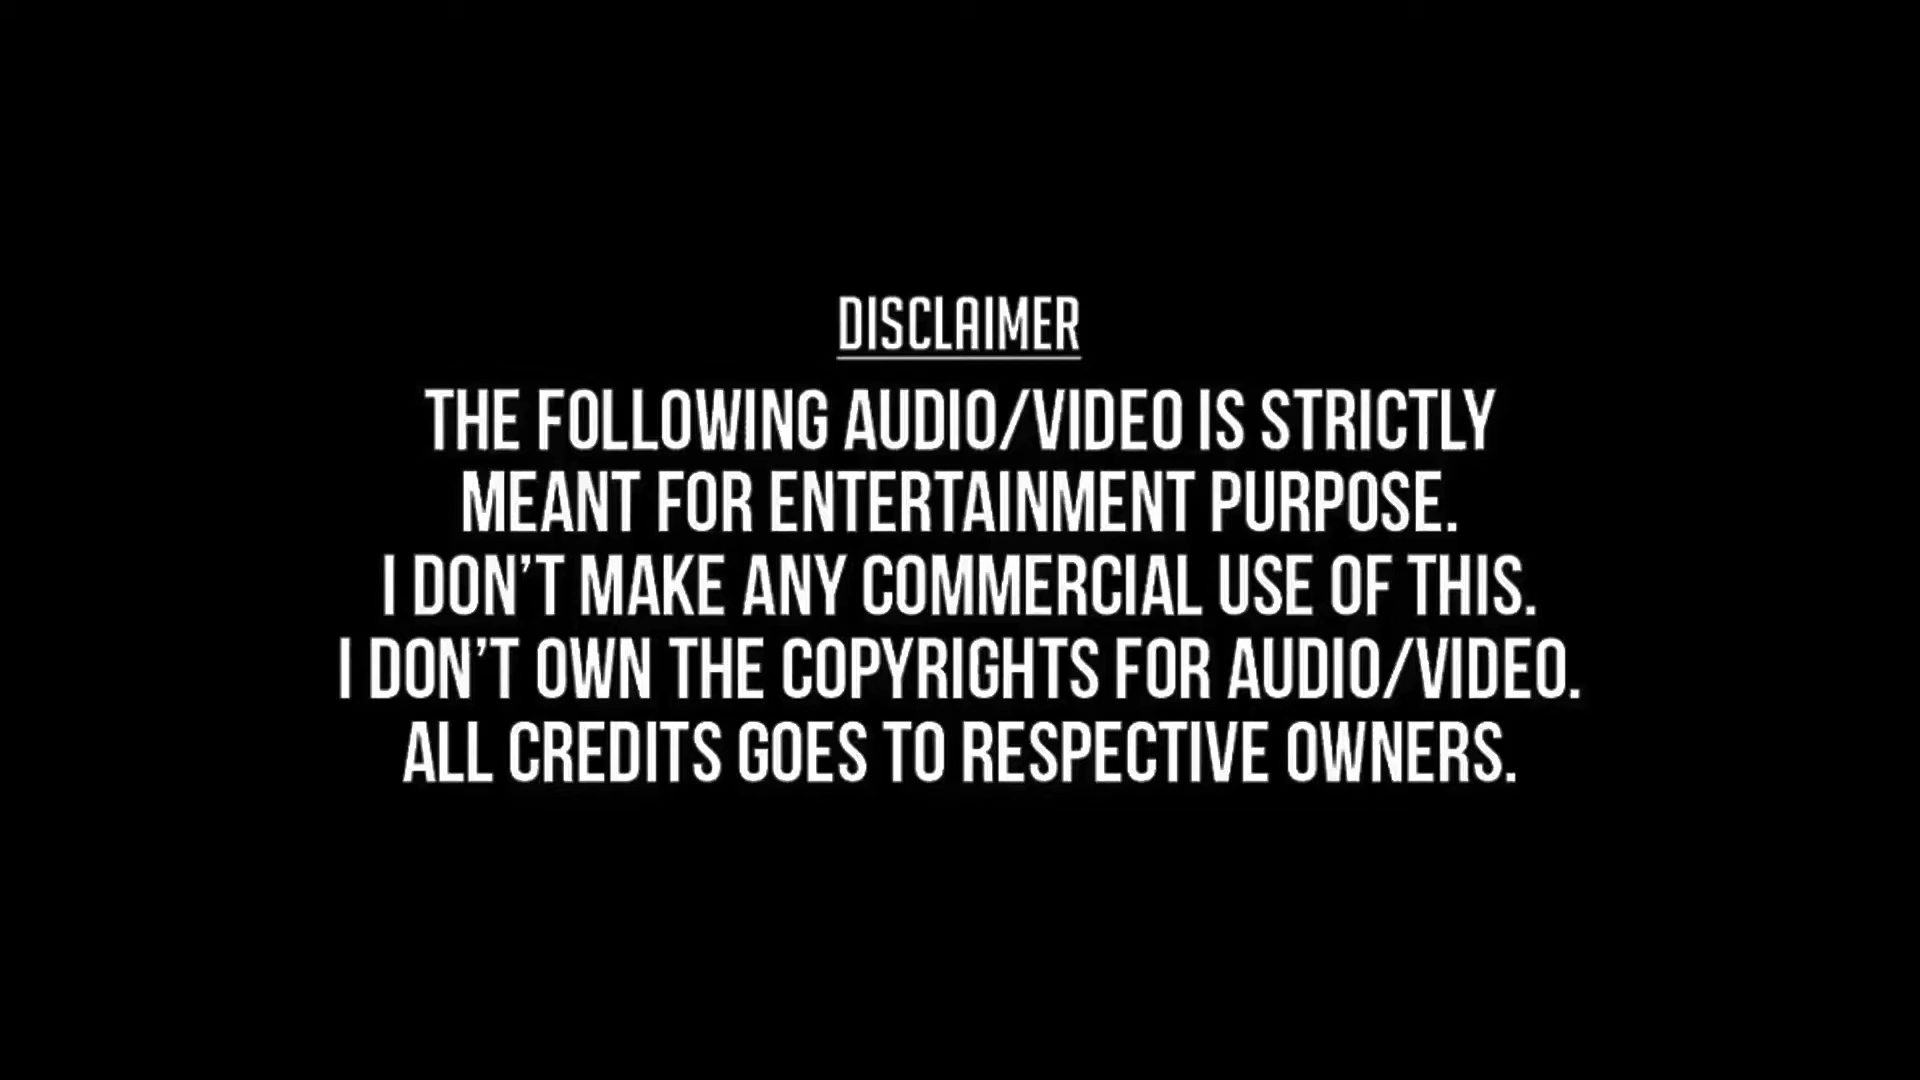 DISCLAIMER
THE FOLLOWING AUDIO/VIDEO IS STRICTLY
MEANT FOR ENTERTAINMENT PURPOSE.
I DON’T MAKE ANY COMMERCIAL USE OF THIS.
I DON’T OWN THE COPYRIGHTS FOR AUDIO/VIDEO.
ALL CREDITS GOES TO RESPECTIVE OWNERS.